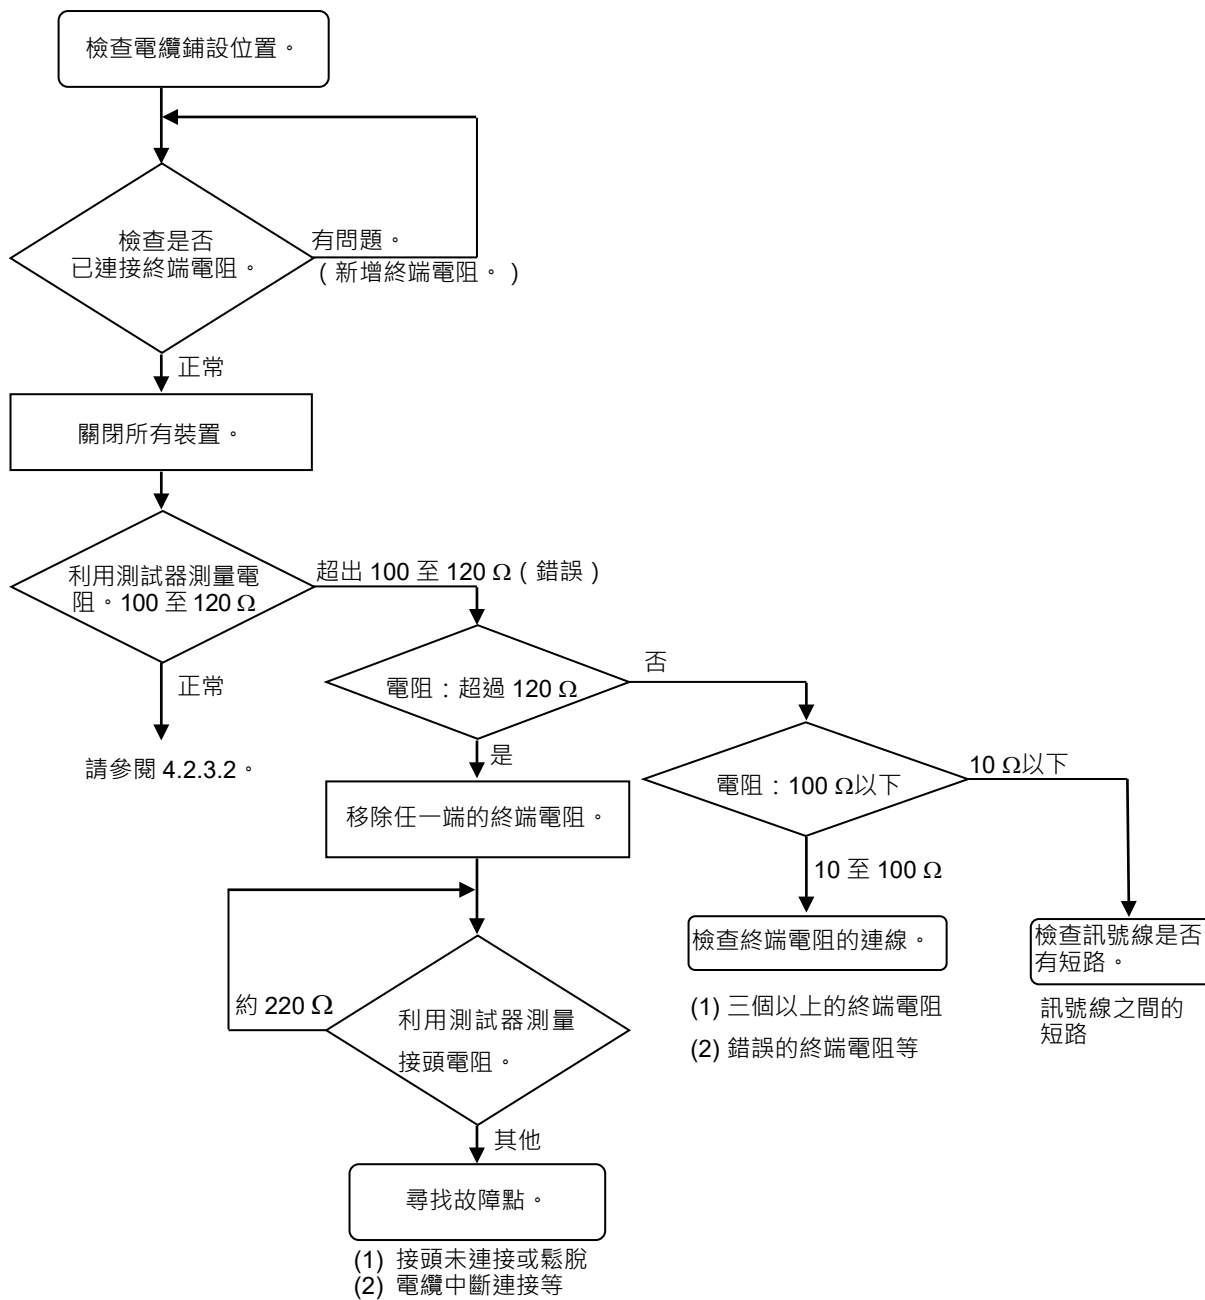 檢查電纜鋪設位置。
檢查是否
已連接終端電阻。
有問題。
（新增終端電阻。）
正常
關閉所有裝置。
利用測試器測量電
阻。100 至 120 Ω
超出 100 至 120 Ω（錯誤）
正常
請參閱 4.2.3.2。
電阻：超過 120 Ω
否
是
電阻：100 Ω以下
10 Ω以下
移除任一端的終端電阻。
10 至 100 Ω
檢查終端電阻的連線。
(1) 三個以上的終端電阻
(2) 錯誤的終端電阻等
檢查訊號線是否
有短路。
訊號線之間的
短路
約 220 Ω
利用測試器測量
接頭電阻。
其他
尋找故障點。
(1) 接頭未連接或鬆脫
(2) 電纜中斷連接等